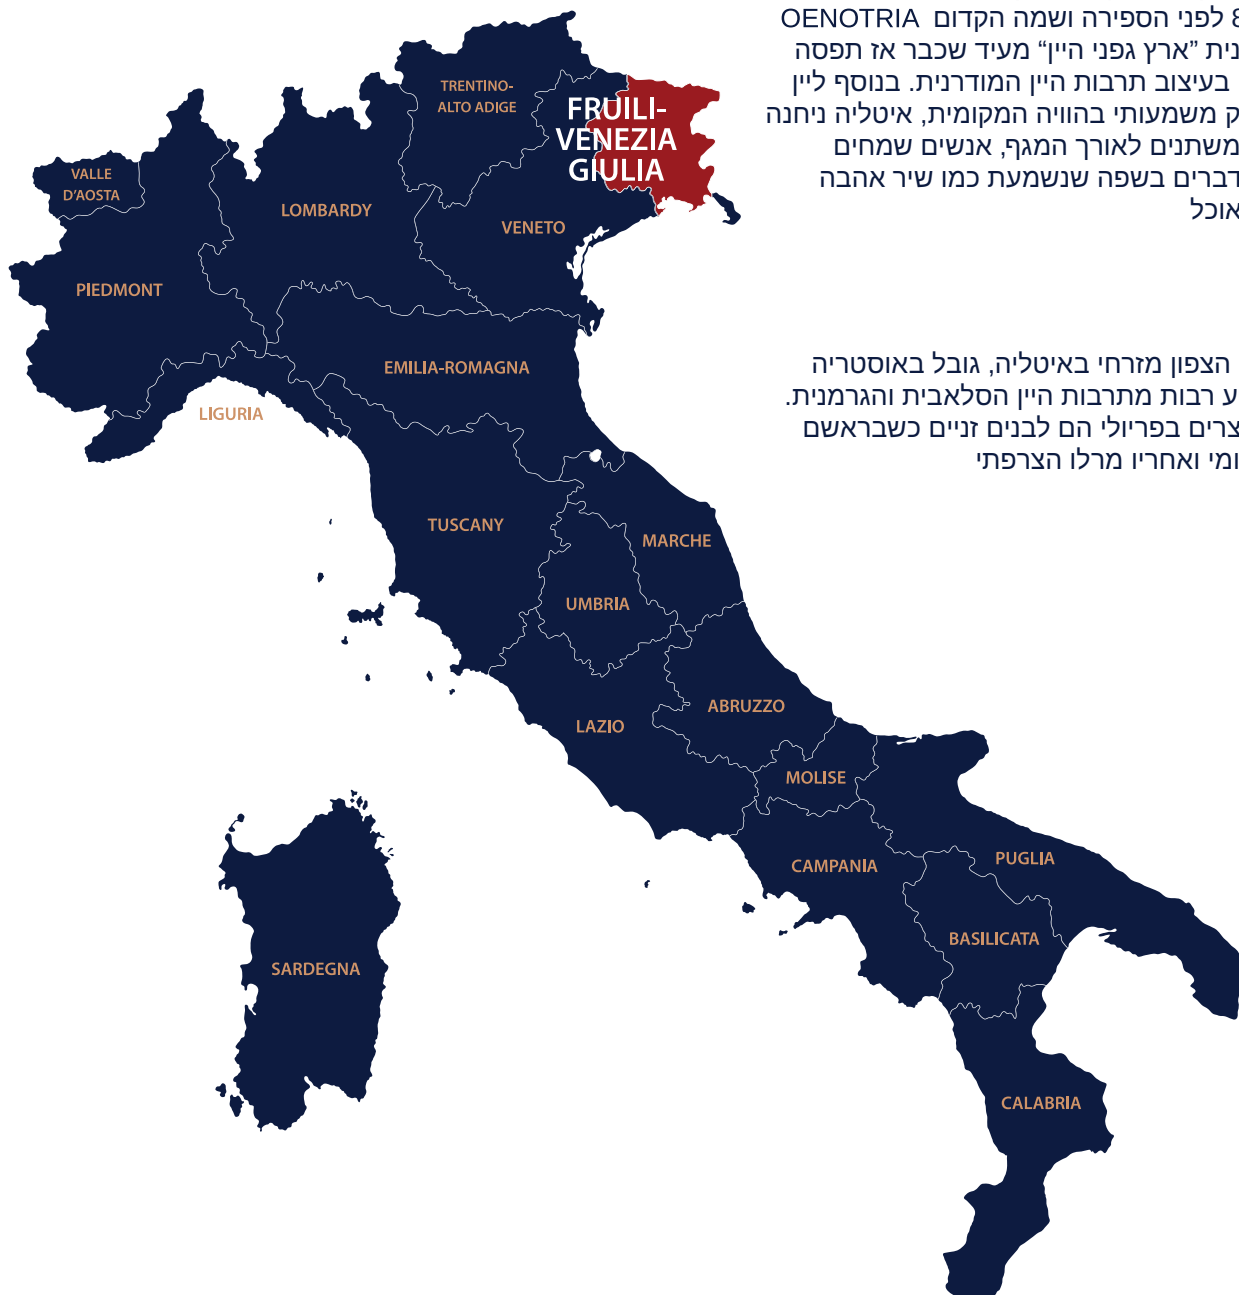 לפני הספירה ושמה הקדום OENOTRIA
"ארץ גפני היין" מעיד שכבר אז תפסה
בעיצוב תרבות היין המודרנית. בנוסף ליין
משמעותי בהוויה המקומית, איטליה ניחנה
משתנים לאורך המגף, אנשים שמחים
דברים בשפה שנשמעת כמו שיר אהבה
אוכל
הצפון מזרחי באיטליה, גובל באוסטריה
רבות מתרבות היין הסלאבית והגרמנית.
צרים בפריולי הם לבנים זניים כשבראשם
ומי ואחריו מרלו הצרפתי
TRENTINO-
ALTO ADIGE
FRUILI-
VENEZIA
GIULIA
VALLE
D'AOSTA
LOMBARDY
VENETO
PIEDMONT
EMILIA-ROMAGNA
LIGURIA
TUSCANY
MARCHE
UMBRIA
ABRUZZO
LAZIO
MOLISE
PUGLIA
CAMPANIA
BASILICATA
SARDEGNA
CALABRIA